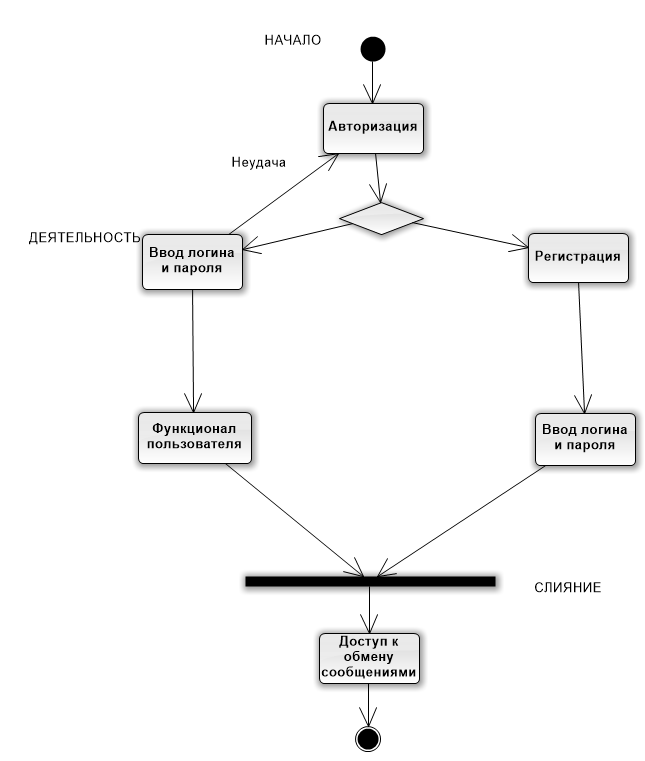 НАЧАЛО
Авторизация
Неудача
ДЕЯТЕЛЬНОСТЬ
Ввод логина
и пароля
Регистрация
Функционал
пользователя
Ввод логина
и пароля
СЛИЯНИЕ
Доступ к
обмену
сообщениями